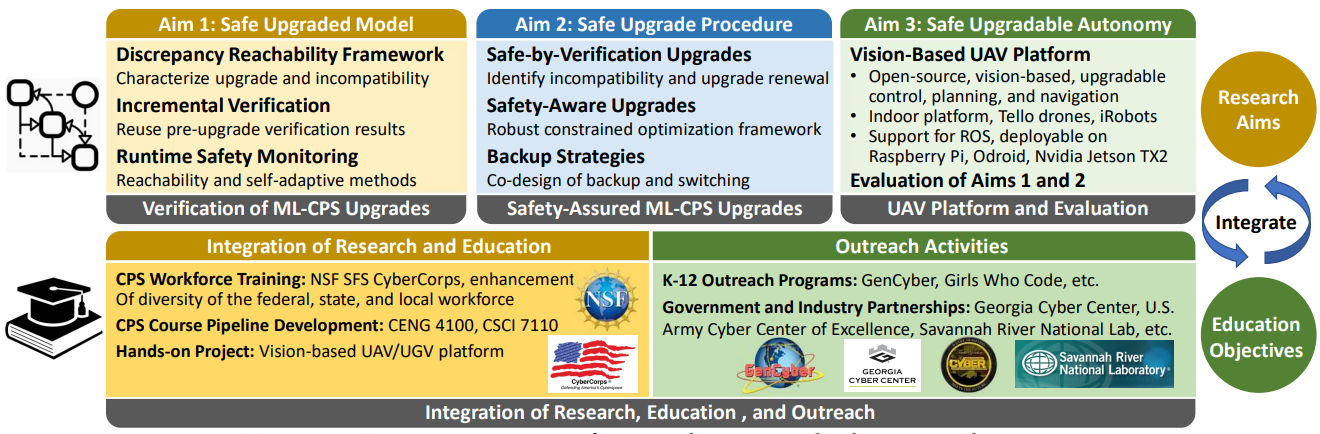 Aim 1: Safe Upgraded Model
Discrepancy Reachability Framework
Characterize upgrade and incompatibility
Incremental Verification
Reuse pre-upgrade verification results
Runtime Safety Monitoring
Reachability and self-adaptive methods
Verification of ML-CPS Upgrades
Aim 2: Safe Upgrade Procedure
Safe-by-Verification Upgrades
Identify incompatibility and upgrade renewal
Safety-Aware Upgrades
Robust constrained optimization framework
Backup Strategies
Co-design of backup and switching
Safety-Assured ML-CPS Upgrades
Aim 3: Safe Upgradable Autonomy
Vision-Based UAV Platform
• Open-source, vision-based, upgradable
control, planning, and navigation
• Indoor platform, Tello drones, iRobots
• Support for ROS, deployable on
Raspberry Pi, Odroid, Nvidia Jetson TX2
Evaluation of Aims 1 and 2
UAV Platform and Evaluation
Research
Aims
Integrate
Education
Objectives
Integration of Research and Education
CPS Workforce Training: NSF SFS CyberCorps, enhancement
Of diversity of the federal, state, and local workforce
CPS Course Pipeline Development: CENG 4100, CSCI 7110
Hands-on Project: Vision-based UAV/UGV platform
NSF
CyberCorps®
Defending America's Cyberspace
Outreach Activities
K-12 Outreach Programs: GenCyber, Girls Who Code, etc.
Government and Industry Partnerships: Georgia Cyber Center, U.S.
Army Cyber Center of Excellence, Savannah River National Lab, etc.
GenCyber
GEORGIA
CYBER CENTER
CYBER
Savannah River
National Laboratory®
Integration of Research, Education , and Outreach